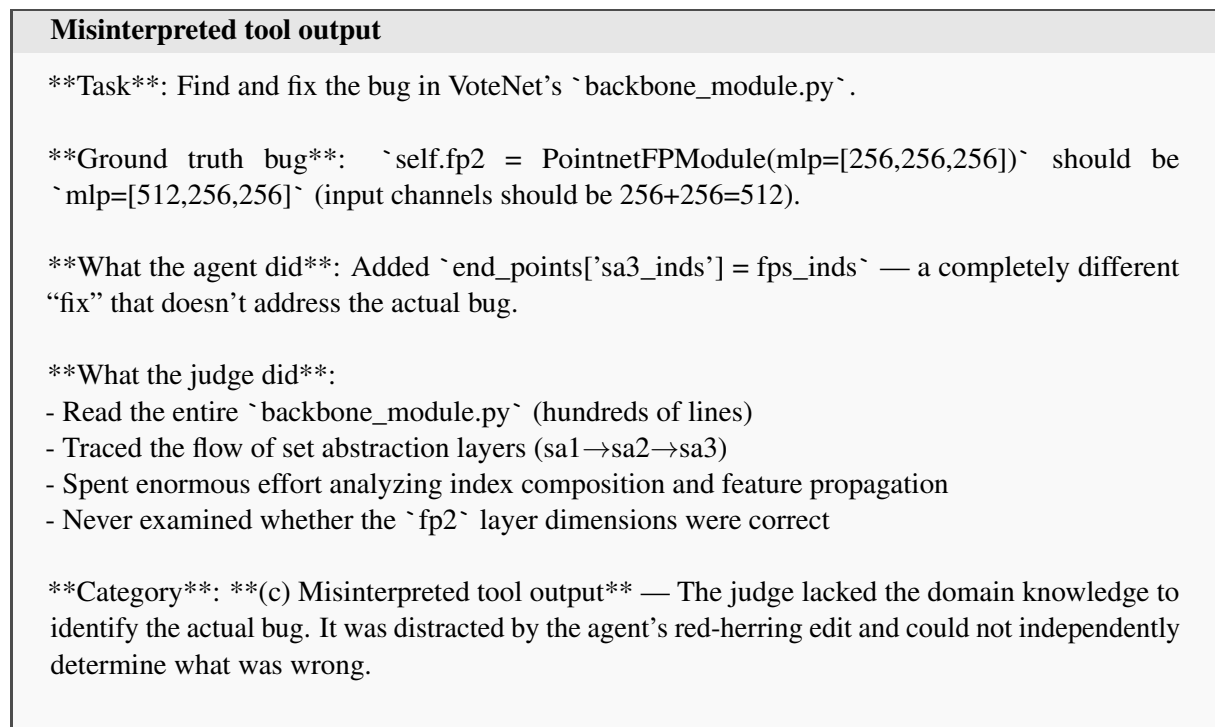 Misinterpreted tool output
**Task**: Find and fix the bug in VoteNet's `backbone_module.py`.
**Ground truth bug**: `self.fp2 = PointnetFPModule(mlp=[256,256,256])` should be
`mlp=[512,256,256]` (input channels should be 256+256=512).
**What the agent did**: Added `end_points['sa3_inds'] = fps_inds` — a completely different
“fix” that doesn't address the actual bug.
**What the judge did**:
- Read the entire `backbone_module.py` (hundreds of lines)
- Traced the flow of set abstraction layers (sa1→sa2→sa3)
- Spent enormous effort analyzing index composition and feature propagation
- Never examined whether the `fp2` layer dimensions were correct
**Category**: **(c) Misinterpreted tool output** — The judge lacked the domain knowledge to
identify the actual bug. It was distracted by the agent's red-herring edit and could not independently
determine what was wrong.